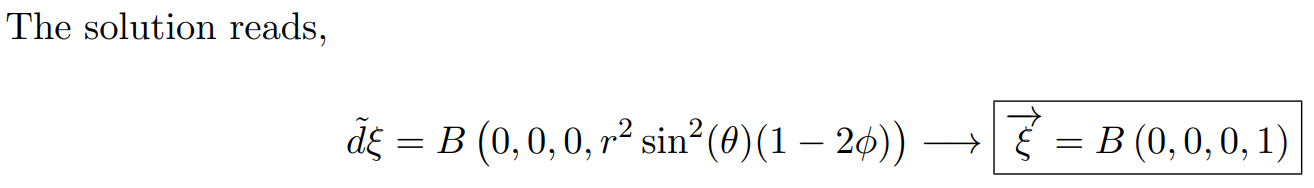 The solution reads,
d̃ξ = B (0, 0, 0, r² sin²(θ)(1 − 2ϕ)) ⟶ ξ⃗ = B (0, 0, 0, 1)